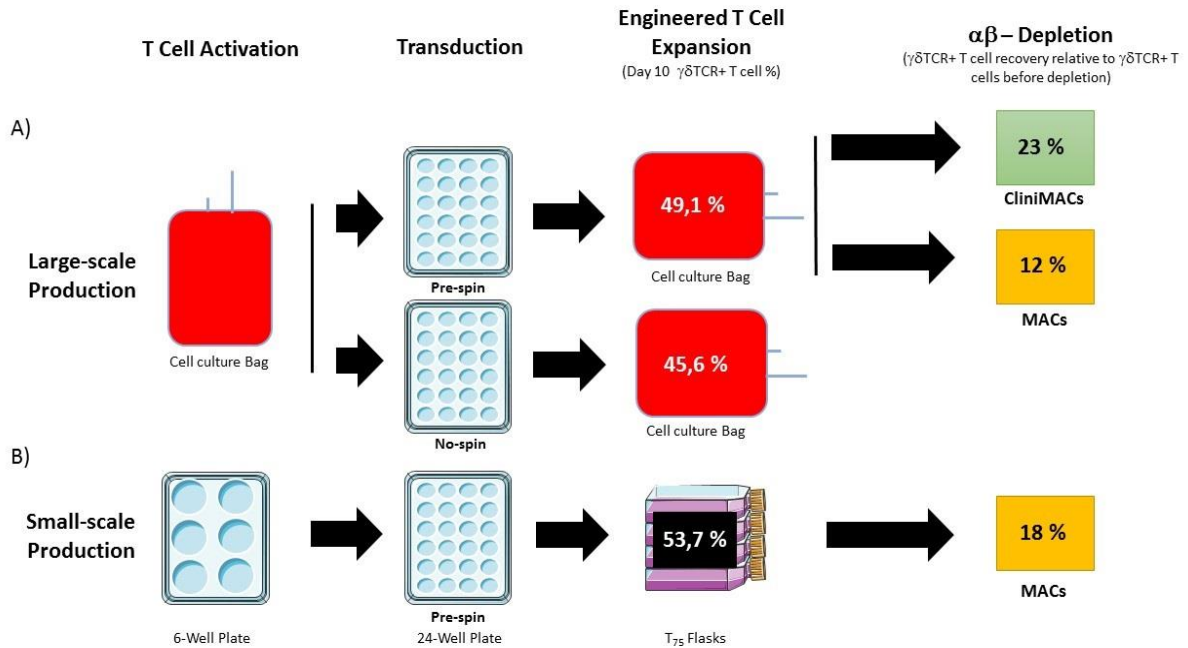 T Cell Activation
Transduction
Engineered T Cell
Expansion
(Day 10 γδTCR+ T cell %)
αβ – Depletion
(γδTCR+ T cell recovery relative to γδTCR+ T
cells before depletion)
A)
Large-scale
Production
Cell culture Bag
Pre-spin
49,1 %
Cell culture Bag
23 %
CliniMACs
12 %
MACs
No-spin
45,6 %
Cell culture Bag
B)
Small-scale
Production
6-Well Plate
Pre-spin
24-Well Plate
53,7 %
T75 Flasks
18 %
MACs